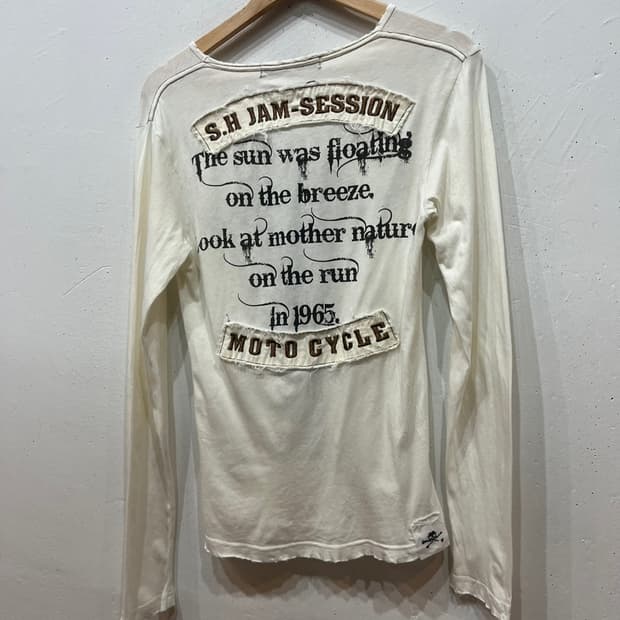 S.H JAM-SESSION
The sun was floating
on the breeze.
ook at mother natur
on the run
in 1965.
MOTO CYCLE